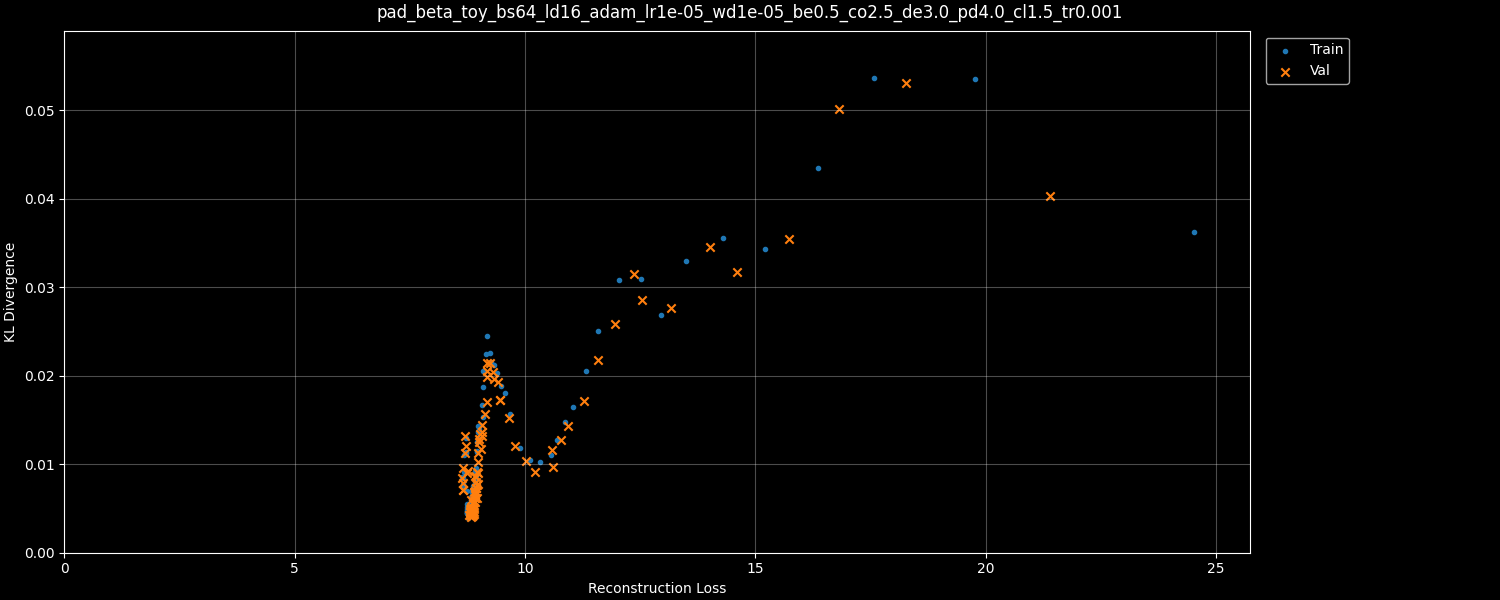 pad_beta_toy_bs64_ld16_adam_lr1e-05_wd1e-05_be0.5_co2.5_de3.0_pd4.0_cl1.5_tr0.001
Train
Val
KL Divergence
0.05
0.04
0.03
0.02
0.01
0.00
0
5
10
15
20
25
Reconstruction Loss